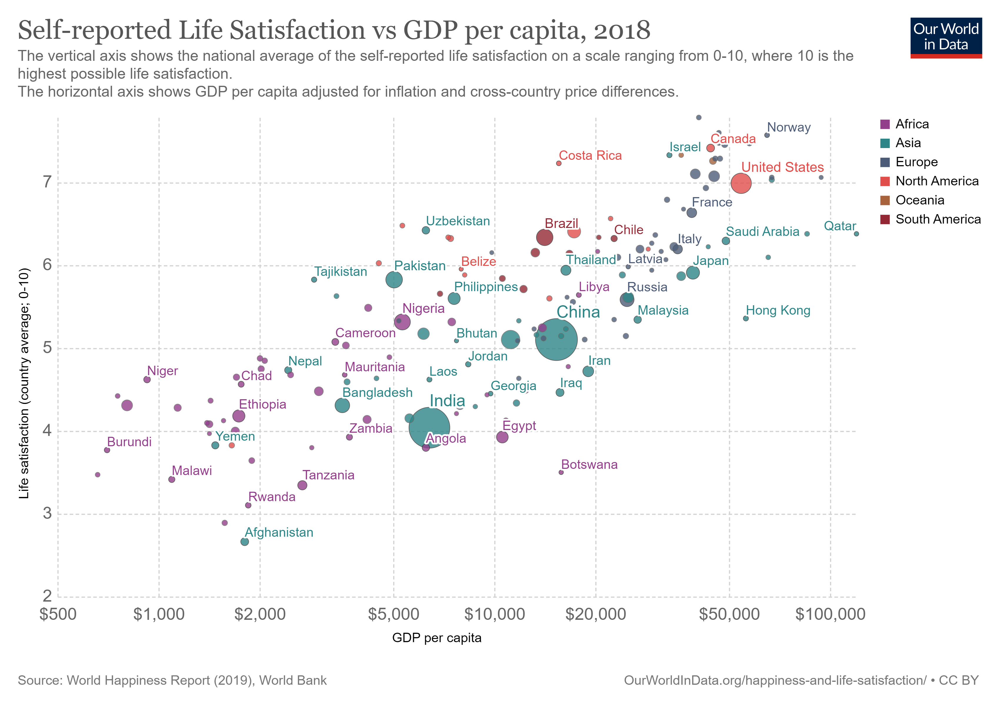 Self-reported Life Satisfaction vs GDP per capita, 2018
Our World
in Data
The vertical axis shows the national average of the self-reported life satisfaction on a scale ranging from 0-10, where 10 is the
highest possible life satisfaction.
The horizontal axis shows GDP per capita adjusted for inflation and cross-country price differences.
Africa
Asia
Europe
North America
Oceania
South America
Life satisfaction (country average; 0-10)
7
6
5
4
3
2
Norway
Canada
Israel
Costa Rica
United States
France
Uzbekistan
Brazil
Chile
Saudi Arabia
Qatar
Italy
Belize
Thailand
Latvia
Japan
Tajikistan
Pakistan
Philippines
Libya
Russia
Nigeria
China
Malaysia
Hong Kong
Cameroon
Bhutan
Nepal
Jordan
Iran
Niger
Chad
Mauritania
Laos
Georgia
Iraq
Bangladesh
Ethiopia
India
Zambia
Egypt
Yemen
Angola
Burundi
Malawi
Botswana
Tanzania
Rwanda
Afghanistan
$500
$1,000
$2,000
$5,000
$10,000
$20,000
$50,000
$100,000
GDP per capita
Source: World Happiness Report (2019), World Bank
OurWorldInData.org/happiness-and-life-satisfaction/ • CC BY